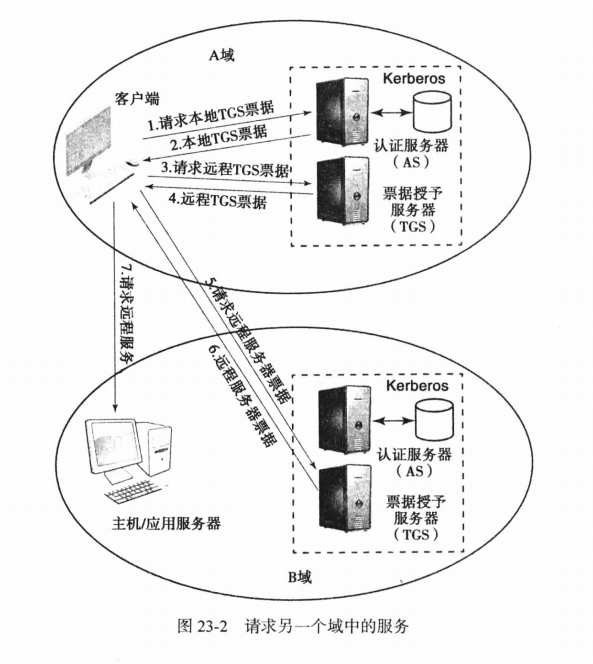 A域
Kerberos
客户端
1.请求本地TGS票据
2.本地TGS票据
认证服务器
（AS）
3.请求远程TGS票据
4.远程TGS票据
票据授予
服务器
（TGS）
7.请求远程服务
5.请求远程服务器票据
6.远程服务器票据
Kerberos
认证服务器
（AS）
票据授予
服务器
（TGS）
主机/应用服务器
B域
图 23-2 请求另一个域中的服务